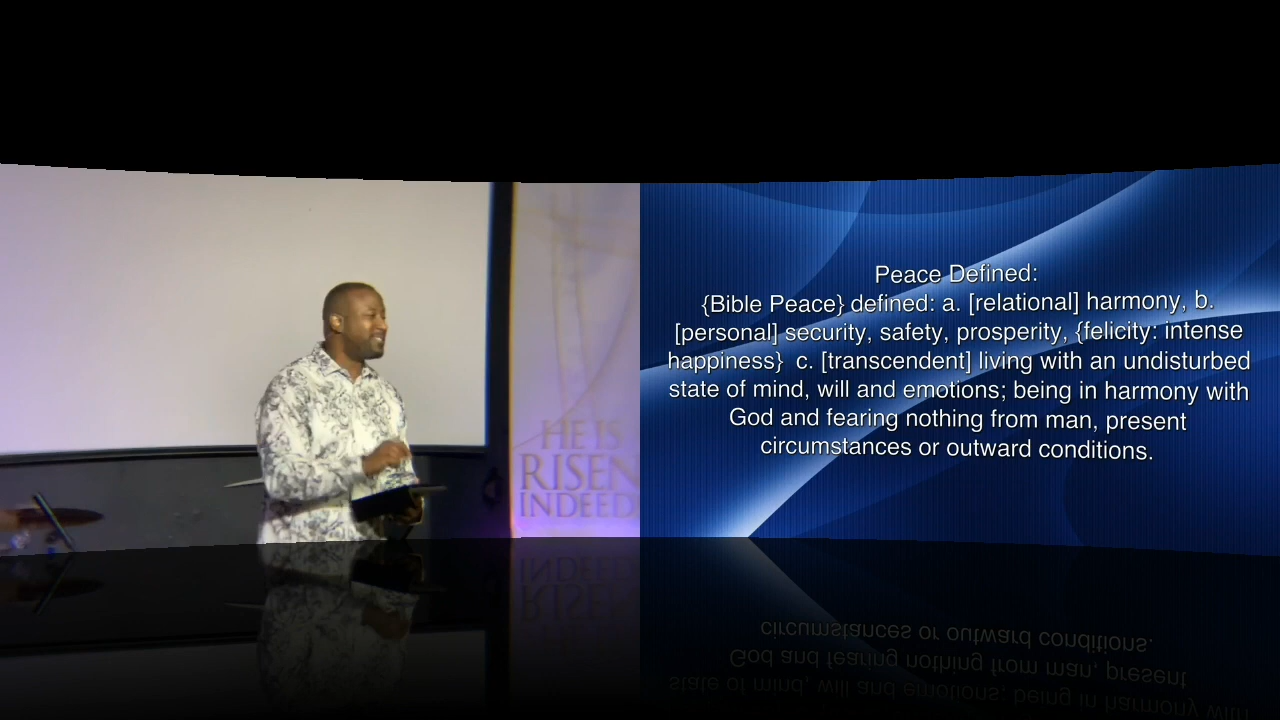 HE IS
RISEN
INDEED
Peace Defined:
{Bible Peace} defined: a. [relational] harmony, b.
[personal] security, safety, prosperity, {felicity: intense
happiness}  c. [transcendent] living with an undisturbed
state of mind, will and emotions; being in harmony with
God and fearing nothing from man, present
circumstances or outward conditions.